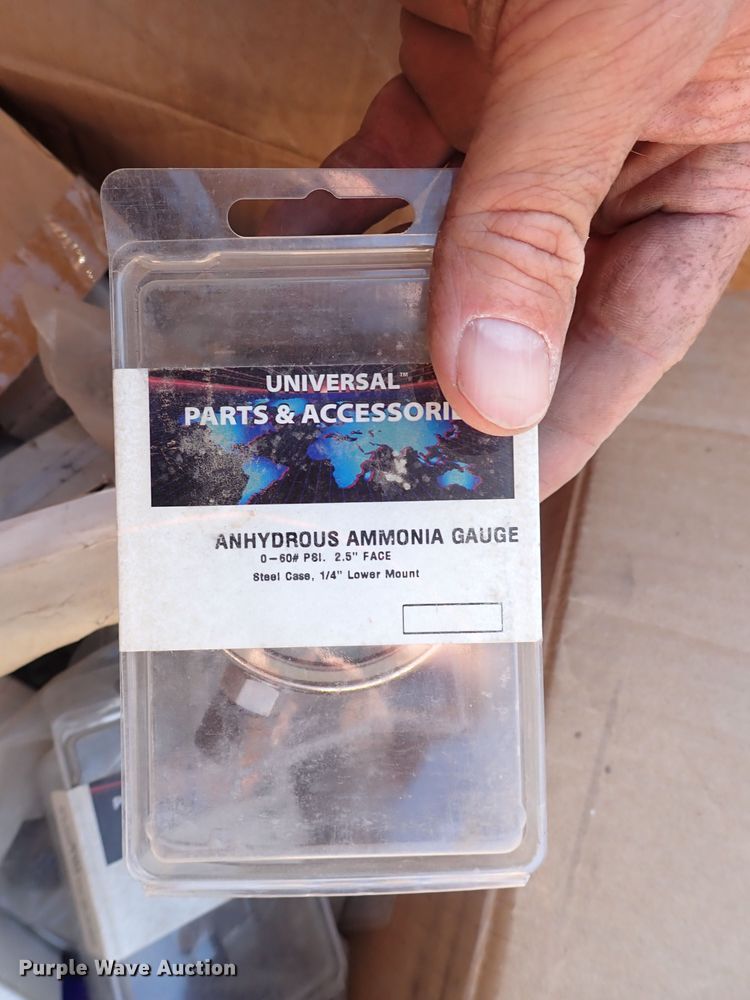 UNIVERSAL™
PARTS & ACCESSORI
ANHYDROUS AMMONIA GAUGE
0-60# PSI. 2.5" FACE
Steel Case, 1/4" Lower Mount
Purple Wave Auction